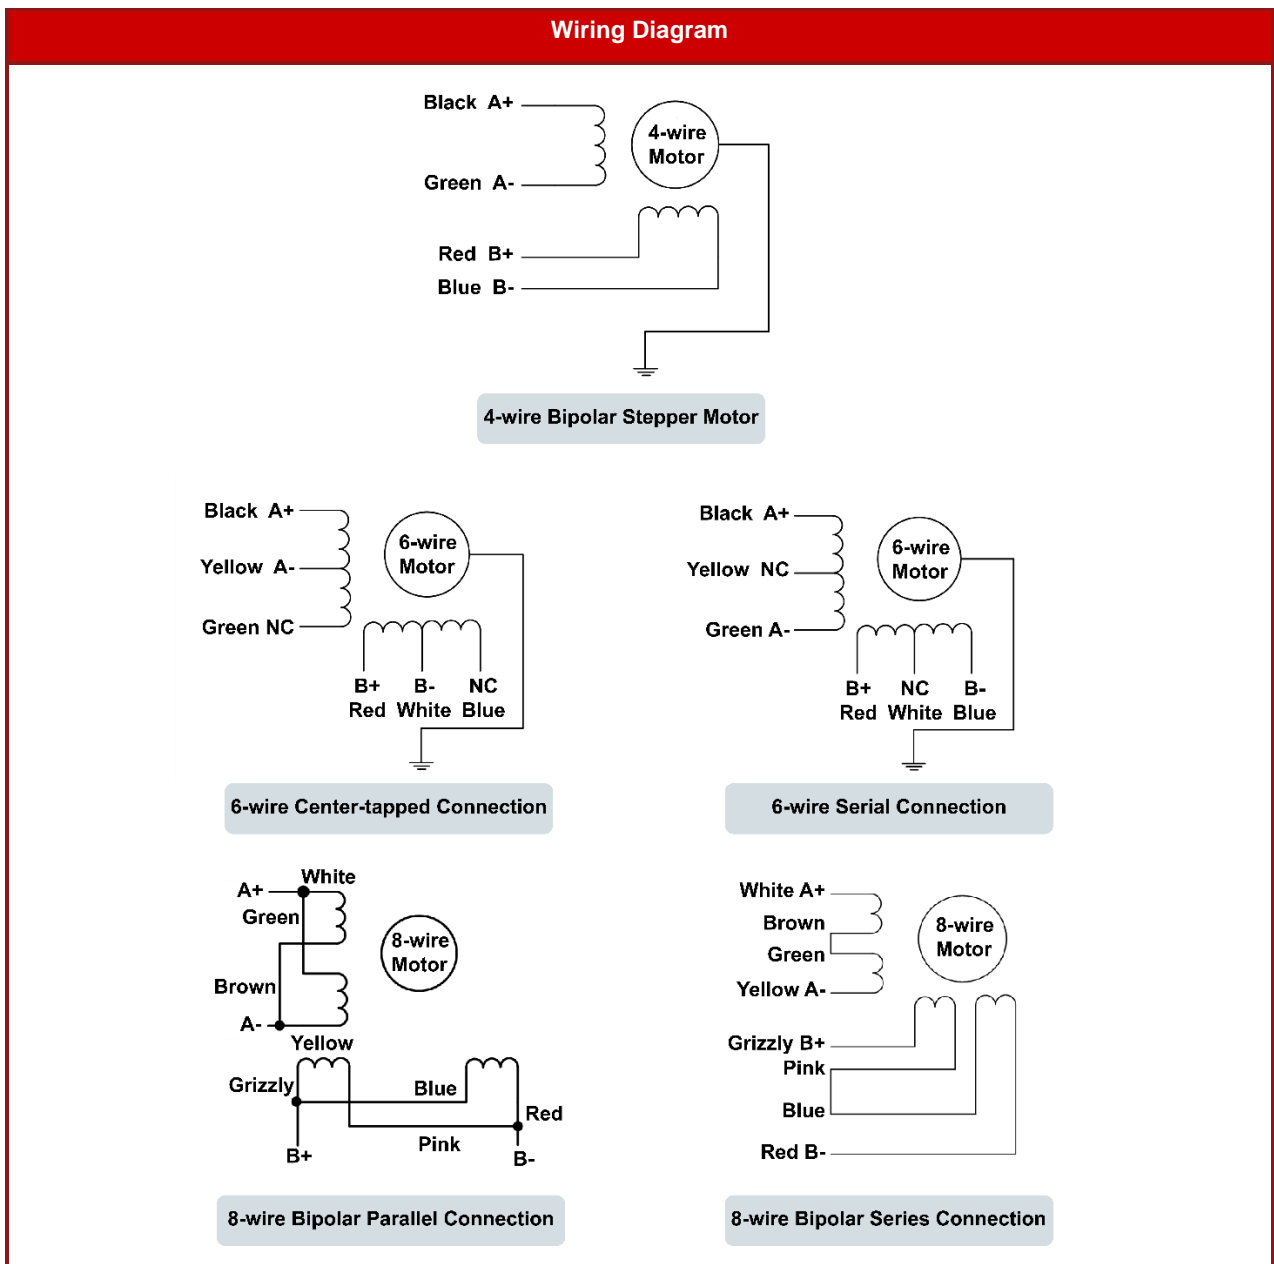 Wiring Diagram
Black A+
4-wire
Motor
Green A-
Red B+
Blue B-
4-wire Bipolar Stepper Motor
Black A+
6-wire
Motor
Yellow A-
Green NC
B+ B- NC
Red White Blue
6-wire Center-tapped Connection
Black A+
6-wire
Motor
Yellow NC
Green A-
B+ NC B-
Red White Blue
6-wire Serial Connection
White
A+
Green
8-wire
Motor
Brown
A-
Yellow
Grizzly
Blue
Red
Pink
B+
B-
8-wire Bipolar Parallel Connection
White A+
Brown
8-wire
Motor
Green
Yellow A-
Grizzly B+
Pink
Blue
Red B-
8-wire Bipolar Series Connection